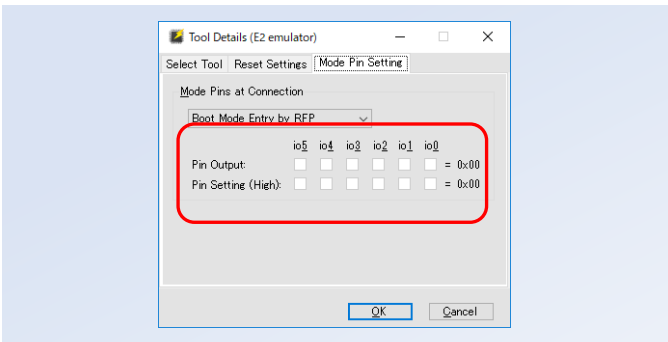 Tool Details (E2 emulator)
Select Tool Reset Settings Mode Pin Setting
Mode Pins at Connection
Boot Mode Entry by RFP
io5 io4 io3 io2 io1 io0
Pin Output: = 0x00
Pin Setting (High): = 0x00
OK Cancel